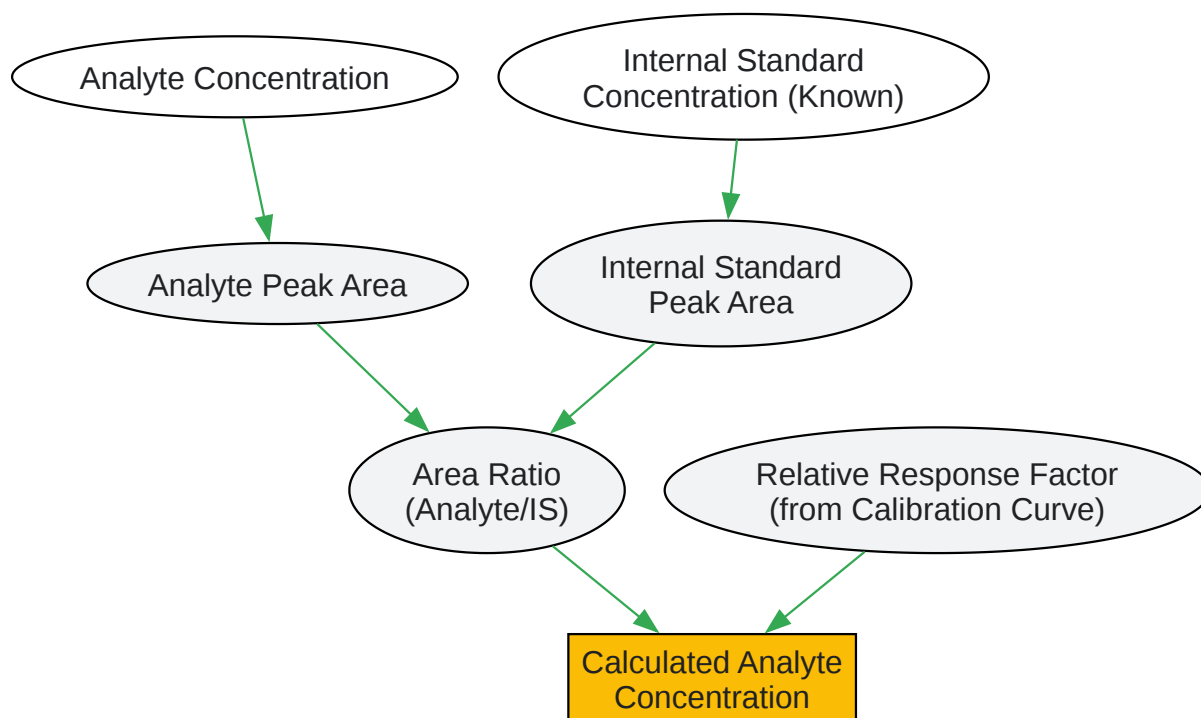 Analyte Concentration
Internal Standard
Concentration (Known)
Analyte Peak Area
Internal Standard
Peak Area
Area Ratio
(Analyte/IS)
Relative Response Factor
(from Calibration Curve)
Calculated Analyte
Concentration